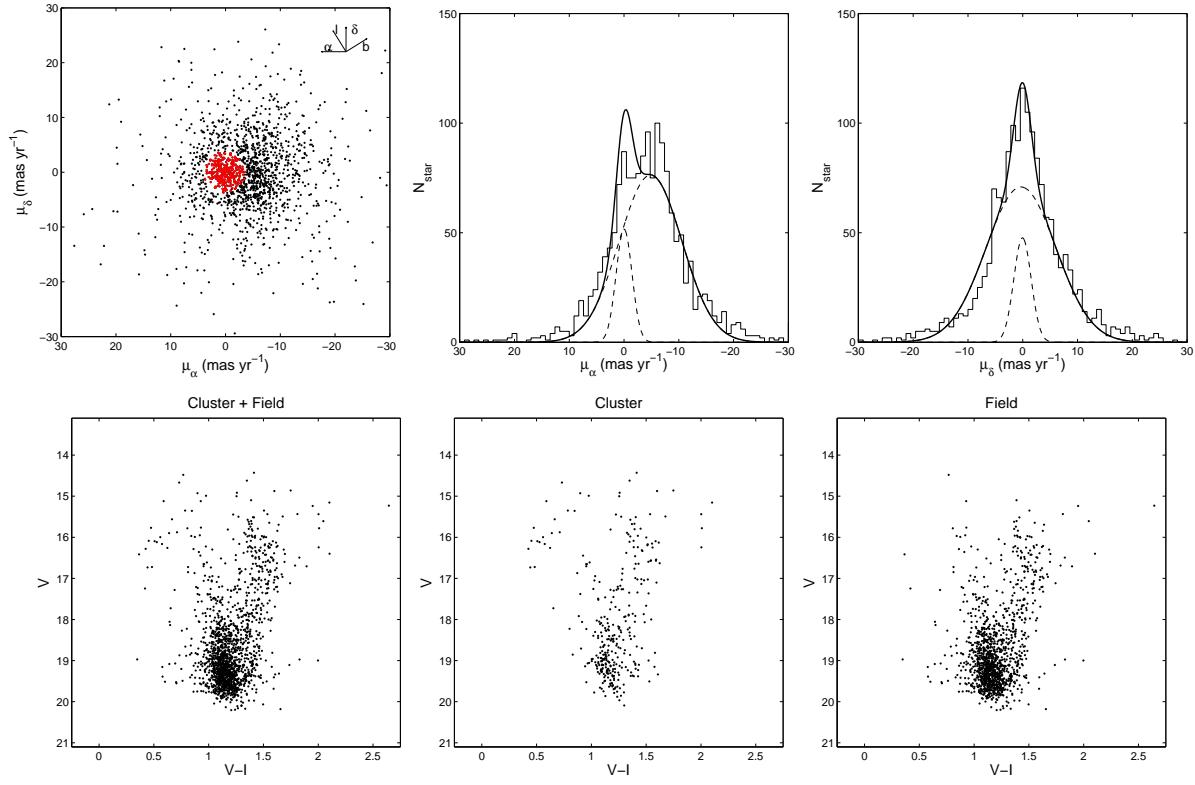 30
20
10
0
−10
−20
−30
μδ (mas yr−1)
l δ
α b
30 20 10 0 −10 −20 −30
μα (mas yr−1)
150
100
50
0
Nstar
30 20 10 0 −10 −20 −30
μα (mas yr−1)
150
100
50
0
Nstar
−30 −20 −10 0 10 20 30
μδ (mas yr−1)
Cluster + Field
14
15
16
17
18
19
20
21
V
0 0.5 1 1.5 2 2.5
V−I
Cluster
14
15
16
17
18
19
20
21
V
0 0.5 1 1.5 2 2.5
V−I
Field
14
15
16
17
18
19
20
21
V
0 0.5 1 1.5 2 2.5
V−I